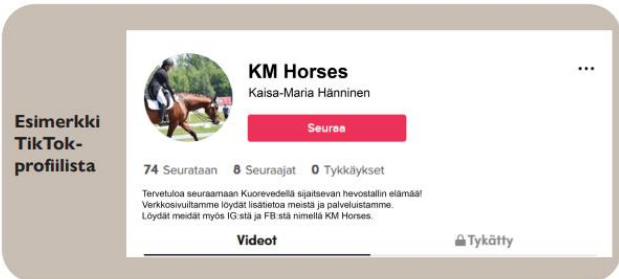 Esimerkki
TikTok-
profiilista
KM Horses
Kaisa-Maria Hänninen
Seuraa
74 Seurataan 8 Seuraajat 0 Tykkäykset
Tervetuloa seuraamaan Kuorevedellä sijaitsevan hevostallin elämää!
Verkkosivuiltamme löydät lisätietoa meistä ja palveluistamme.
Löydät meidät myös IG:stä ja FB:stä nimellä KM Horses.
Videot Tykätty